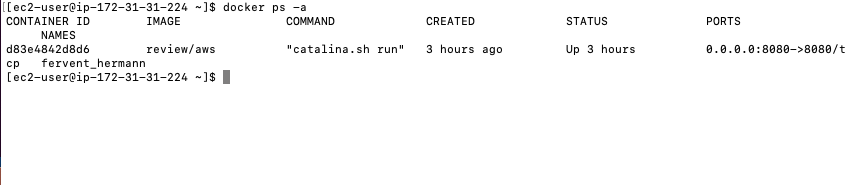 [ec2-user@ip-172-31-31-224 ~]$ docker ps -a
CONTAINER ID        IMAGE               COMMAND             CREATED             STATUS              PORTS
     NAMES
d83e4842d8d6        review/aws          "catalina.sh run"   3 hours ago         Up 3 hours          0.0.0.0:8080->8080/t
cp   fervent_hermann
[ec2-user@ip-172-31-31-224 ~]$